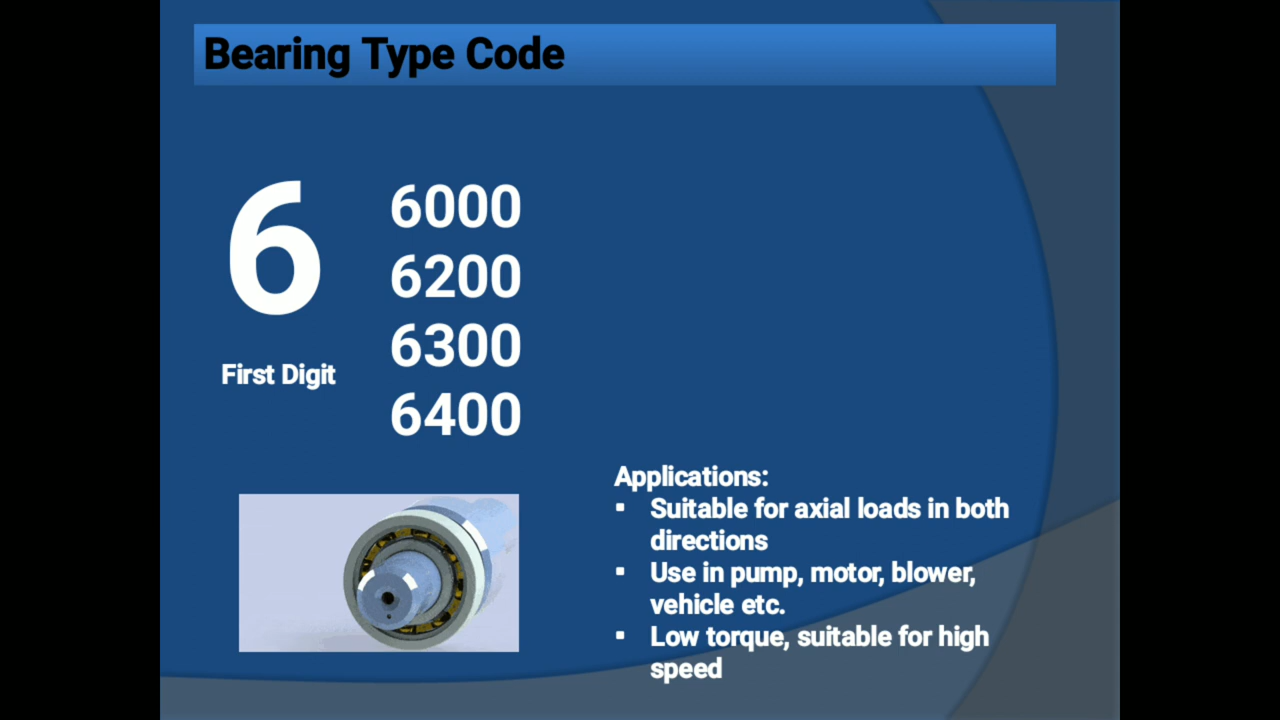 Bearing Type Code
6
First Digit
6000
6200
6300
6400
Applications:
▪ Suitable for axial loads in both
directions
▪ Use in pump, motor, blower,
vehicle etc.
▪ Low torque, suitable for high
speed